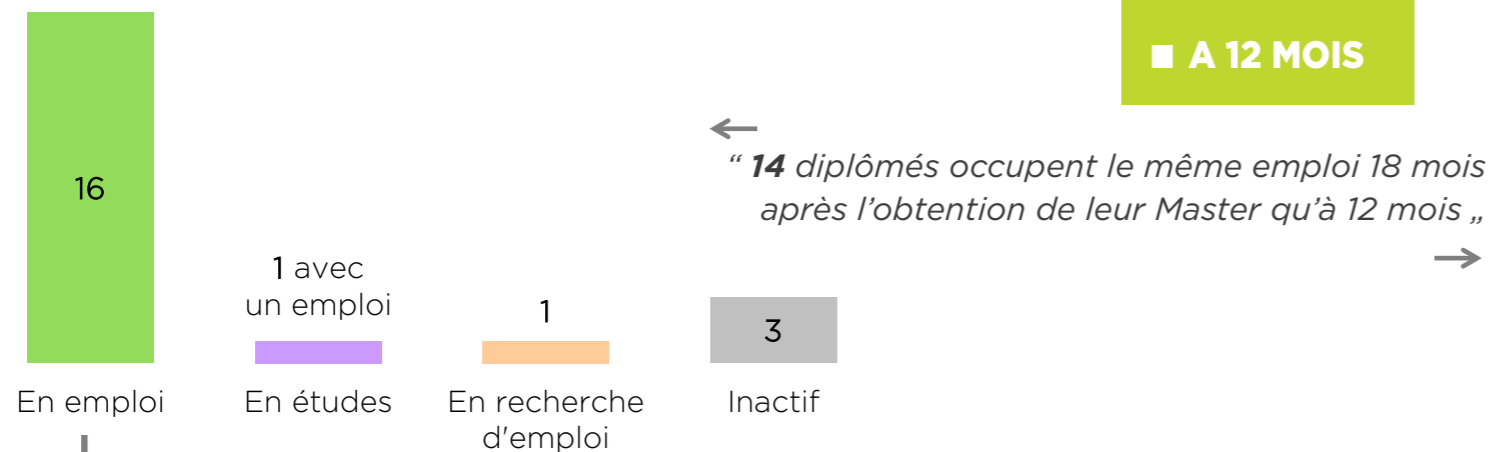 ■ A 12 MOIS
“ 14 diplômés occupent le même emploi 18 mois
après l’obtention de leur Master qu’à 12 mois „
16
1 avec
un emploi
1
3
En emploi
En études
En recherche
d'emploi
Inactif